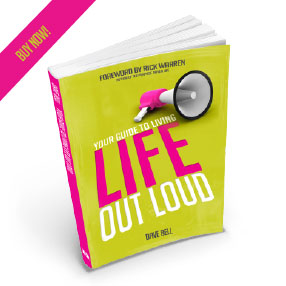 BUY NOW!
FOREWORD BY RICK WARREN
YOUR GUIDE TO LIVING
LIFE
OUT LOUD
DAVE BELL